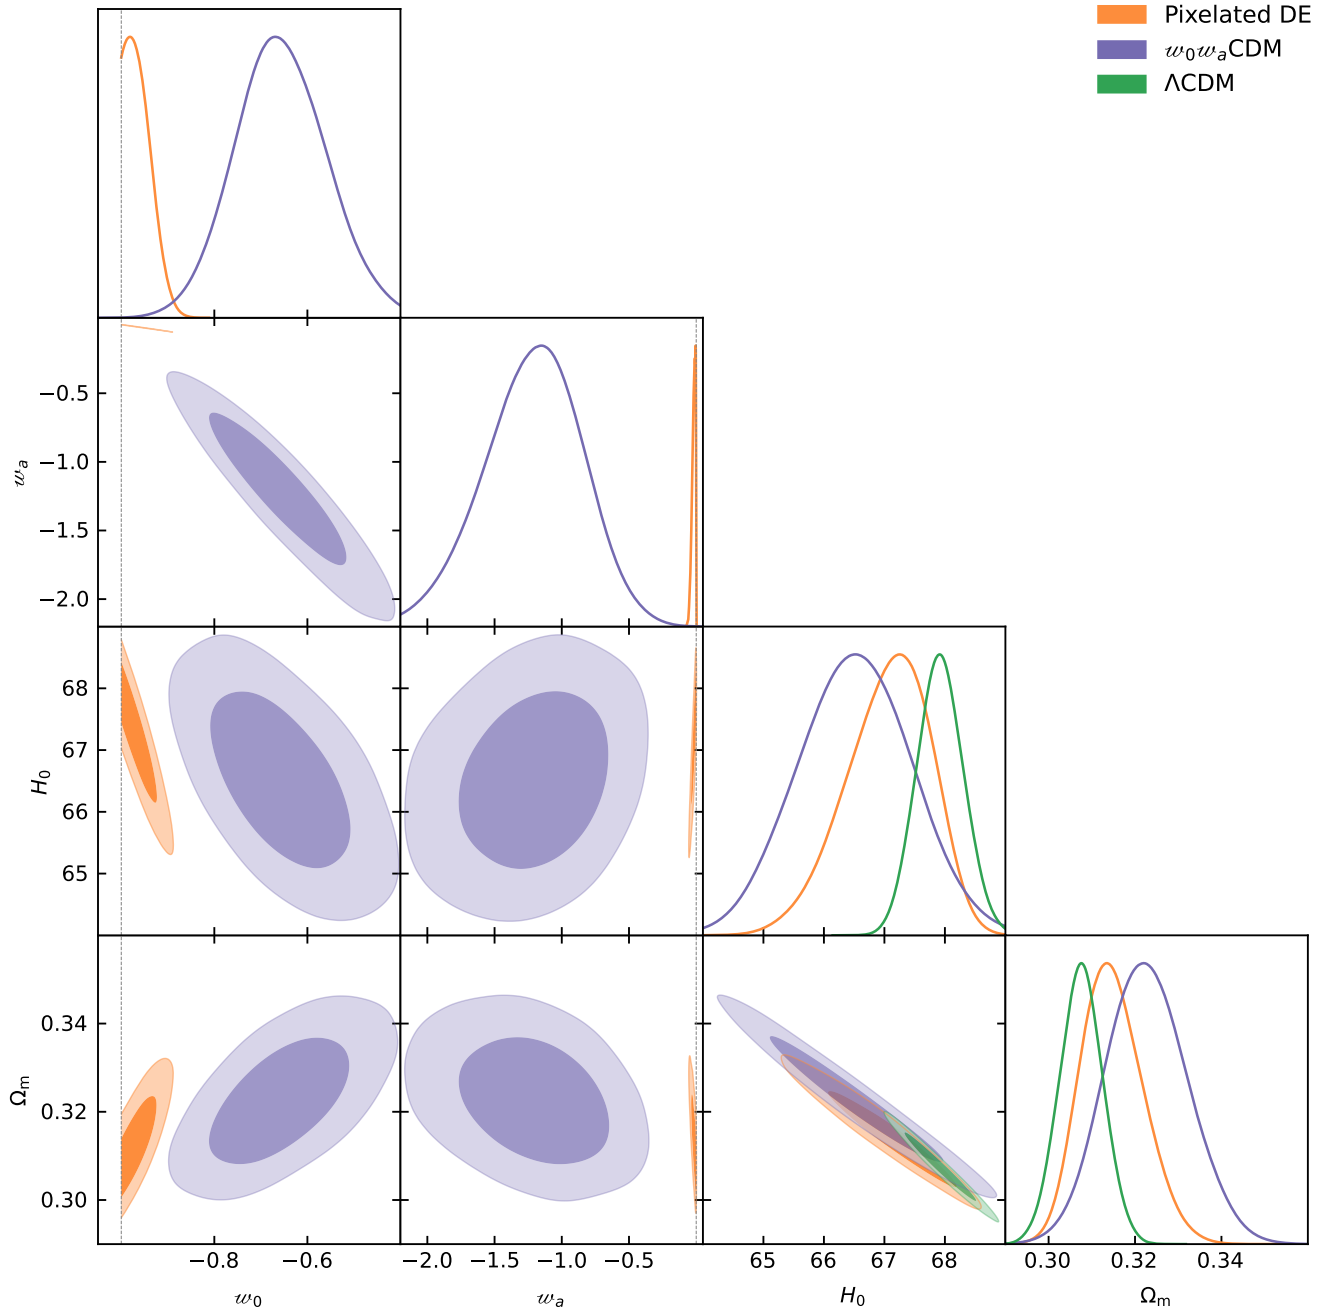 Pixelated DE
w₀wₐCDM
ΛCDM
wₐ
−0.5
−1.0
−1.5
−2.0
H₀
68
67
66
65
Ωₘ
0.34
0.32
0.30
−0.8 −0.6 −2.0 −1.5 −1.0 −0.5 65 66 67 68 0.30 0.32 0.34
w₀ wₐ H₀ Ωₘ